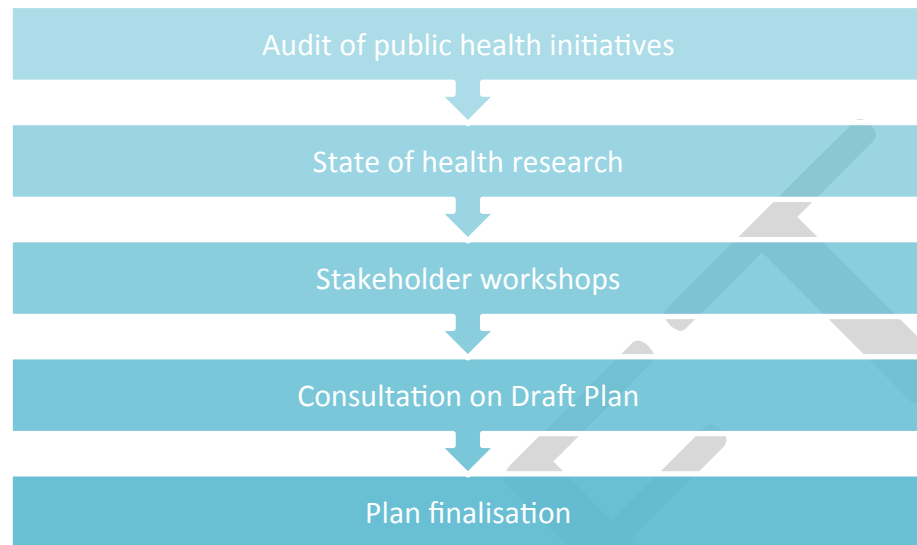 Audit of public health initiatives
State of health research
Stakeholder workshops
Consultation on Draft Plan
Plan finalisation